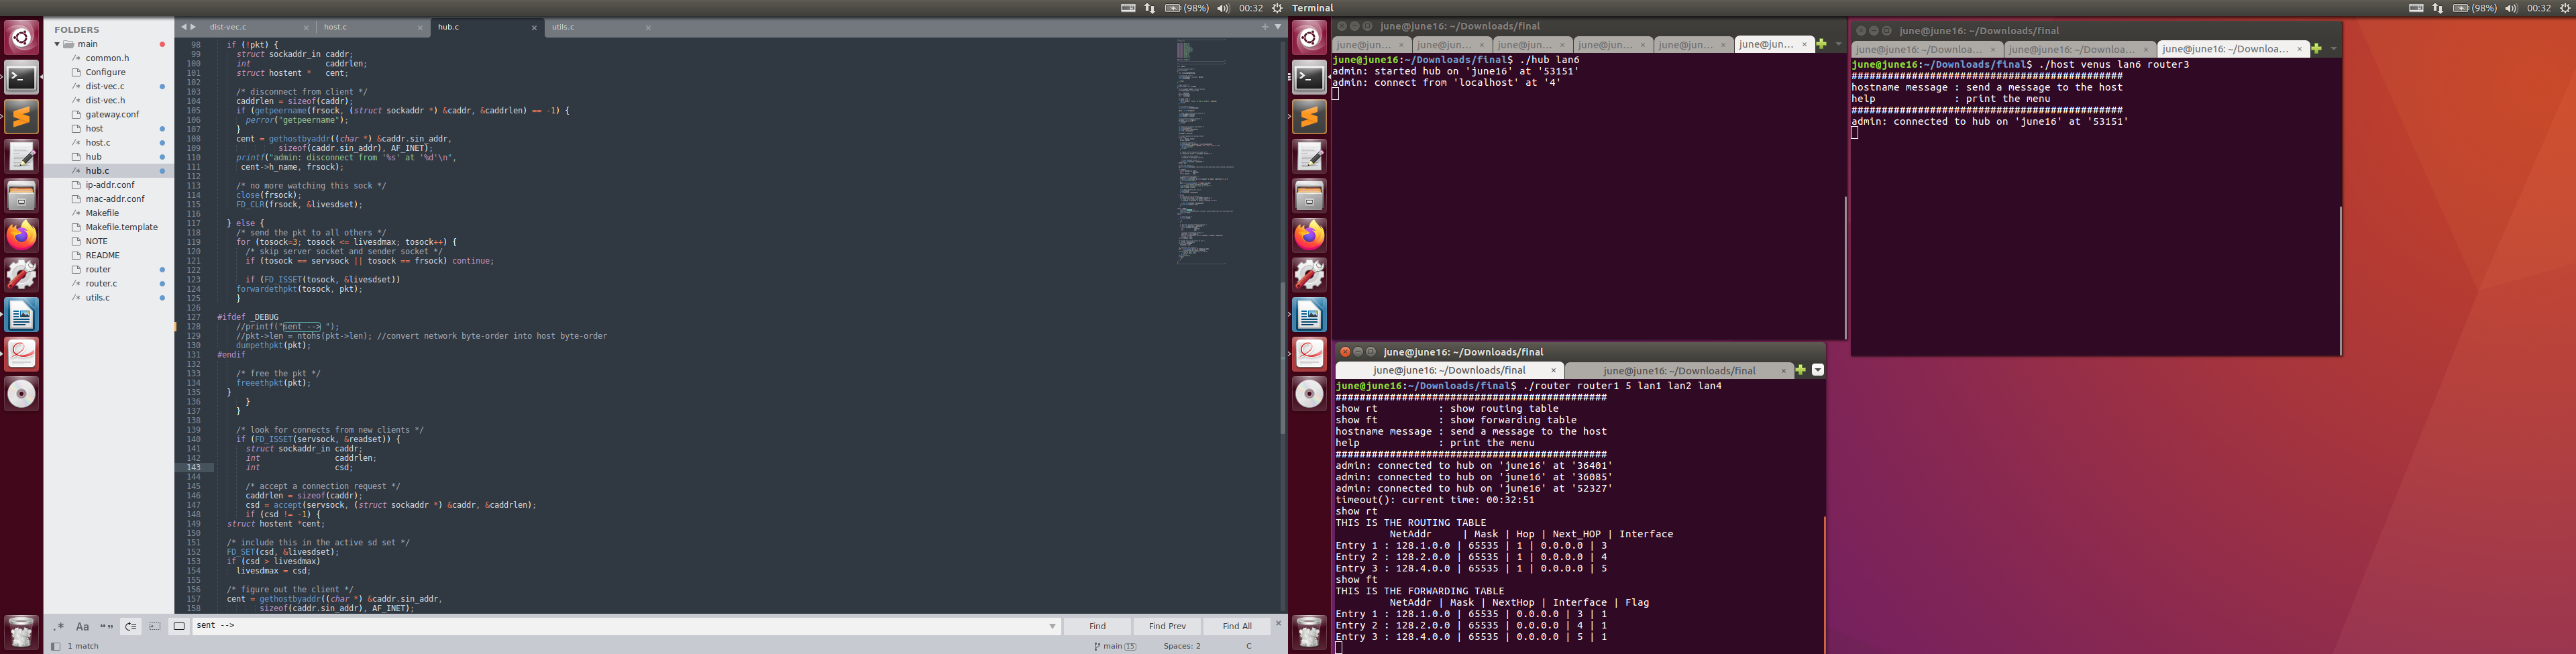 (98%) 00:32 Terminal (98%) 00:32
dist-vec.c × host.c × hub.c × utils.c ×
FOLDERS
main
common.h
Configure
dist-vec.c
dist-vec.h
gateway.conf
host
host.c
hub
hub.c
ip-addr.conf
mac-addr.conf
Makefile
Makefile.template
NOTE
README
router
router.c
utils.c
98 if (!pkt) {
99 struct sockaddr_in caddr;
100 int caddrlen;
101 struct hostent * cent;
102
103 /* disconnect from client */
104 caddrlen = sizeof(caddr);
105 if (getpeername(frsock, (struct sockaddr *) &caddr, &caddrlen) == -1) {
106 perror("getpeername");
107 }
108 cent = gethostbyaddr((char *) &caddr.sin_addr,
109 sizeof(caddr.sin_addr), AF_INET);
110 printf("admin: disconnect from '%s' at '%d'\n",
111 cent->h_name, frsock);
112
113 /* no more watching this sock */
114 close(frsock);
115 FD_CLR(frsock, &livesdset);
116
117 } else {
118 /* send the pkt to all others */
119 for (tosock=3; tosock <= livesdmax; tosock++) {
120 /* skip server socket and sender socket */
121 if (tosock == servsock || tosock == frsock) continue;
122
123 if (FD_ISSET(tosock, &livesdset))
124 forwardethpkt(tosock, pkt);
125 }
126
127 #ifdef _DEBUG
128 //printf("sent --> ");
129 //pkt->len = ntohs(pkt->len); //convert network byte-order into host byte-order
130 dumpethpkt(pkt);
131 #endif
132
133 /* free the pkt */
134 freeethpkt(pkt);
135 }
136 }
137 }
138
139 /* look for connects from new clients */
140 if (FD_ISSET(servsock, &readset)) {
141 struct sockaddr_in caddr;
142 int caddrlen;
143 int csd;
144
145 /* accept a connection request */
146 caddrlen = sizeof(caddr);
147 csd = accept(servsock, (struct sockaddr *) &caddr, &caddrlen);
148 if (csd != -1) {
149 struct hostent *cent;
150
151 /* include this in the active sd set */
152 FD_SET(csd, &livesdset);
153 if (csd > livesdmax)
154 livesdmax = csd;
155
156 /* figure out the client */
157 cent = gethostbyaddr((char *) &caddr.sin_addr,
158 sizeof(caddr.sin_addr), AF_INET);
.* Aa “” sent --> Find Find Prev Find All ×
1 match main 15 Spaces: 2 C
june@june16: ~/Downloads/final
june@jun... × june@jun... × june@jun... × june@jun... × june@jun... × june@jun... ×
june@june16:~/Downloads/final$ ./hub lan6
admin: started hub on 'june16' at '53151'
admin: connect from 'localhost' at '4'
june@june16: ~/Downloads/final
june@june16: ~/Downloa... × june@june16: ~/Downloa... × june@june16: ~/Downloa... ×
june@june16:~/Downloads/final$ ./host venus lan6 router3
#############################################
hostname message : send a message to the host
help : print the menu
#############################################
admin: connected to hub on 'june16' at '53151'
june@june16: ~/Downloads/final
june@june16: ~/Downloads/final × june@june16: ~/Downloads/final ×
june@june16:~/Downloads/final$ ./router router1 5 lan1 lan2 lan4
#############################################
show rt : show routing table
show ft : show forwarding table
hostname message : send a message to the host
help : print the menu
#############################################
admin: connected to hub on 'june16' at '36401'
admin: connected to hub on 'june16' at '36085'
admin: connected to hub on 'june16' at '52327'
timeout(): current time: 00:32:51
show rt
THIS IS THE ROUTING TABLE
NetAddr | Mask | Hop | Next_HOP | Interface
Entry 1 : 128.1.0.0 | 65535 | 1 | 0.0.0.0 | 3
Entry 2 : 128.2.0.0 | 65535 | 1 | 0.0.0.0 | 4
Entry 3 : 128.4.0.0 | 65535 | 1 | 0.0.0.0 | 5
show ft
THIS IS THE FORWARDING TABLE
NetAddr | Mask | NextHop | Interface | Flag
Entry 1 : 128.1.0.0 | 65535 | 0.0.0.0 | 3 | 1
Entry 2 : 128.2.0.0 | 65535 | 0.0.0.0 | 4 | 1
Entry 3 : 128.4.0.0 | 65535 | 0.0.0.0 | 5 | 1